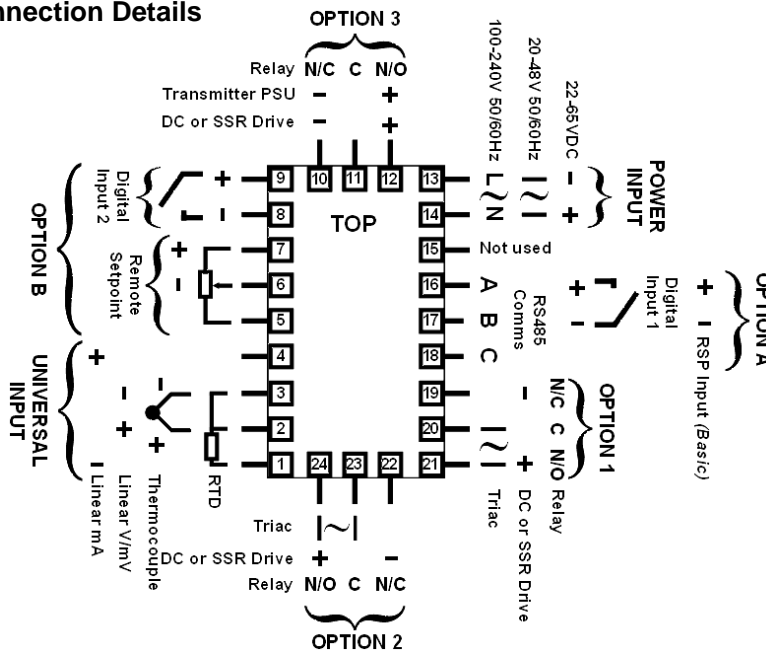 nnection Details
OPTION 3
Relay N/C C N/O
Transmitter PSU − +
DC or SSR Drive − +
10 11 12
TOP
9
8
7
6
5
4
3
2
1
13
14
15 Not used
16
17
18
19
20
21
24 23 22
+
−
Digital
Input 2
+
−
Remote
Setpoint
OPTION B
UNIVERSAL
INPUT
+
− Linear mA
−
+
Linear V/mV
−
+
Thermocouple
RTD
100-240V 50/60Hz
L
~
N
20-48V 50/60Hz
~
22-65VDC
−
+
POWER
INPUT
A B C
RS485
Comms
+
−
Digital
Input 1
+
− RSP Input (Basic)
OPTION A
N/C C N/O Relay
− + DC or SSR Drive
~ Triac
OPTION 1
Triac ~
DC or SSR Drive + −
Relay N/O C N/C
OPTION 2